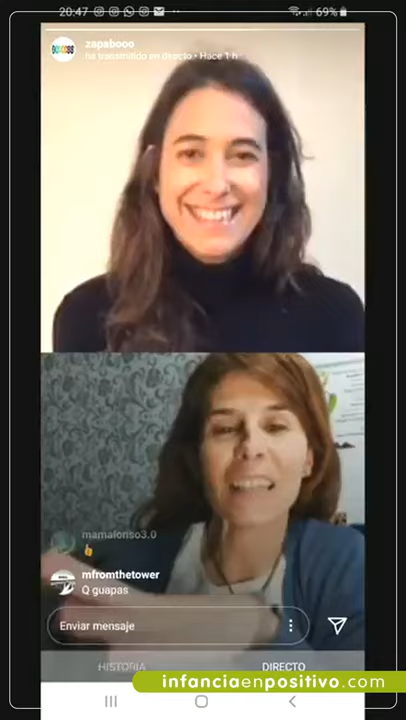 20:47
69%
zapabooo
ha transmitido en directo • Hace 1 h
mamalonso3.0
mfromthetower
Q guapas
Enviar mensaje
HISTORIA
DIRECTO
infanciaenpositivo.com